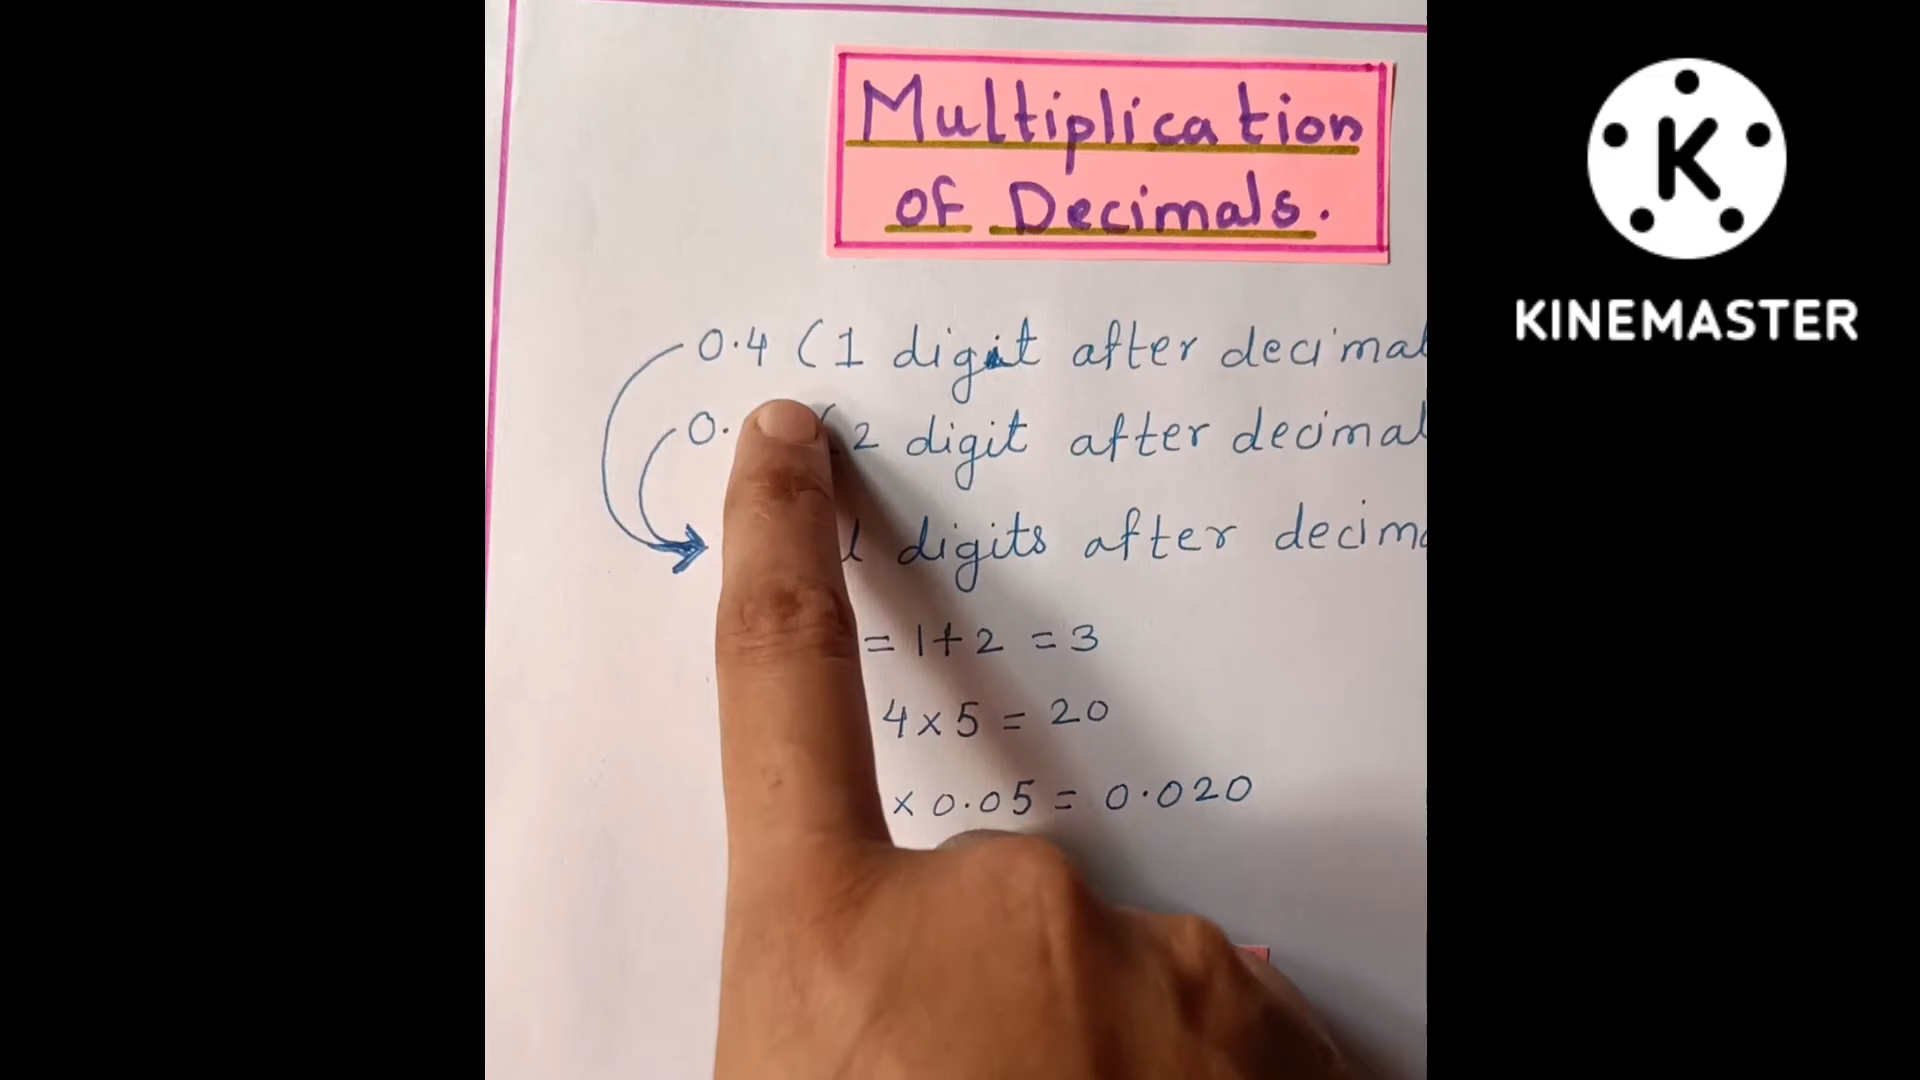 Multiplication
of Decimals.
0.4 (1 digit after decimal
0. (2 digit after decimal
digits after
= 1+2 = 3
4 × 5 = 20
× 0.05 = 0.020
K
KINEMASTER